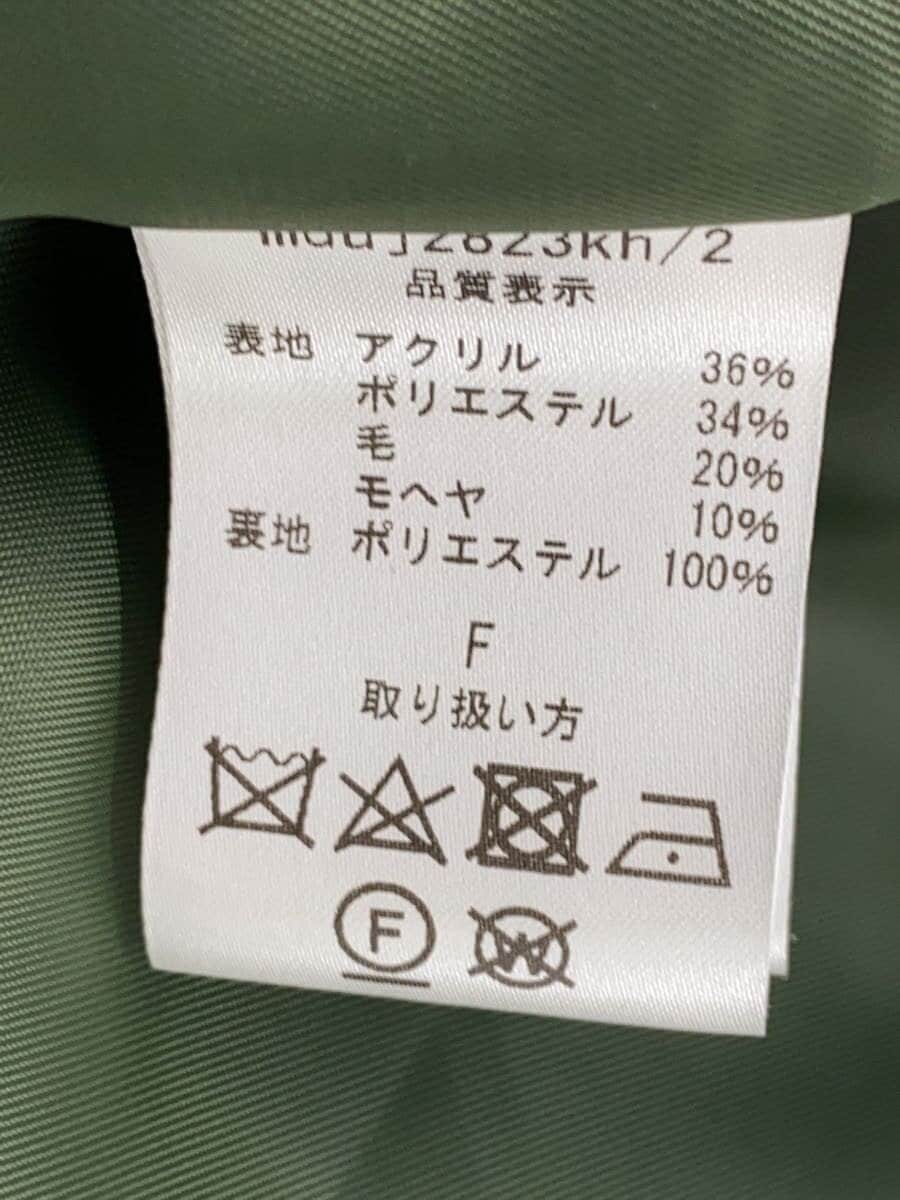 2823kh/2
品質表示
表地 アクリル 36%
ポリエステル 34%
毛 20%
モヘヤ 10%
裏地 ポリエステル 100%
F
取り扱い方
F W